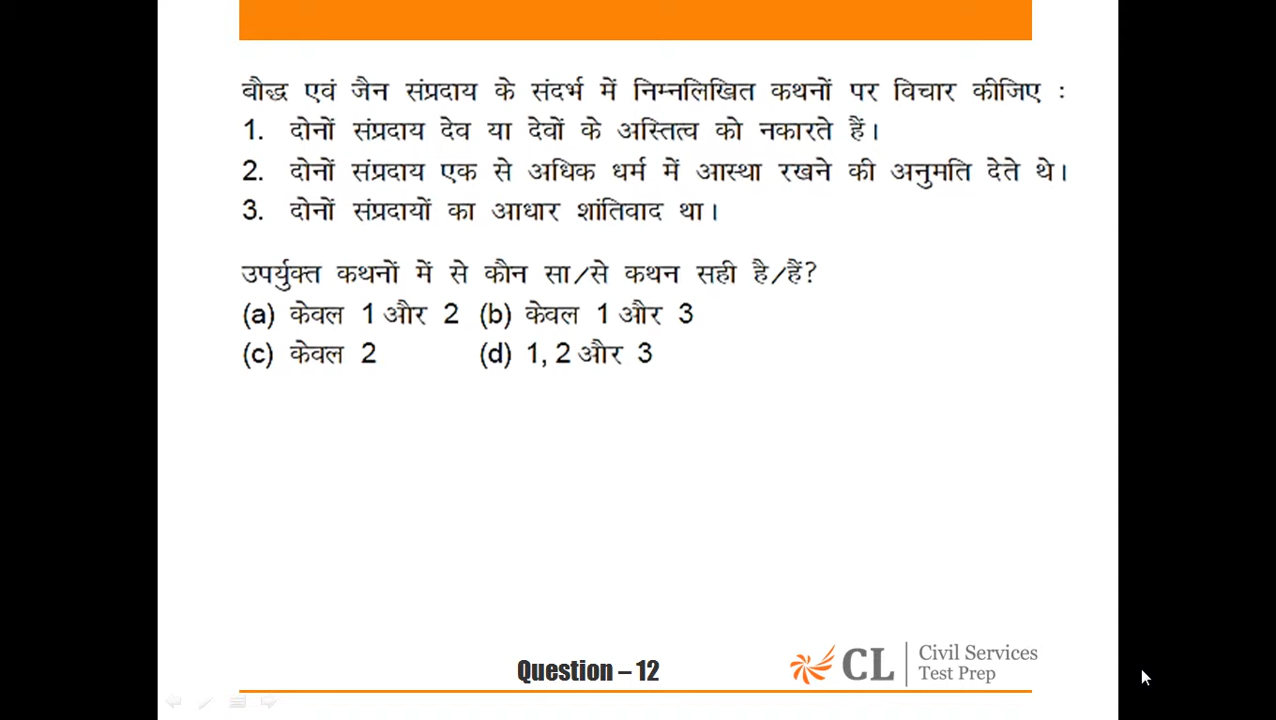 बौद्ध एवं जैन संप्रदाय के संदर्भ में निम्नलिखित कथनों पर विचार कीजिए :
1. दोनों संप्रदाय देव या देवों के अस्तित्व को नकारते हैं।
2. दोनों संप्रदाय एक से अधिक धर्म में आस्था रखने की अनुमति देते थे।
3. दोनों संप्रदायों का आधार शांतिवाद था।
उपर्युक्त कथनों में से कौन सा/से कथन सही है/हैं?
(a) केवल 1 और 2 (b) केवल 1 और 3
(c) केवल 2 (d) 1, 2 और 3
Question – 12
CL Civil Services
Test Prep